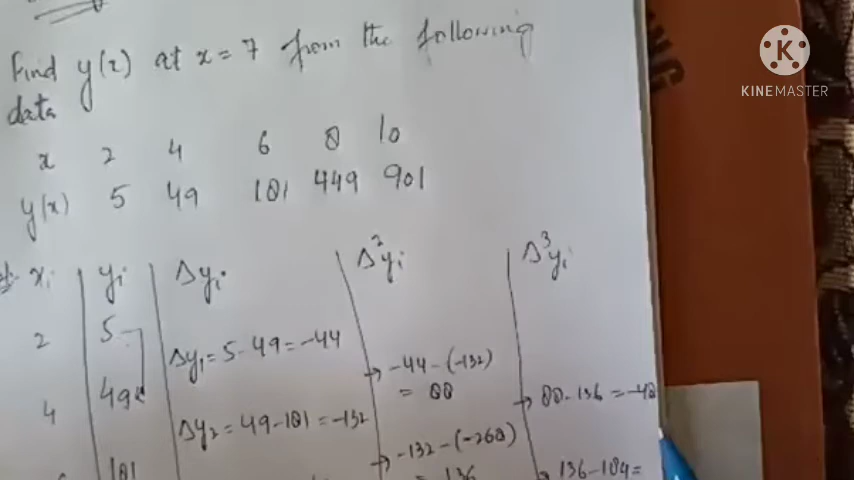 Find y(x) at x = 7 from the following
data
x 2 4 6 8 10
y(x) 5 49 181 449 901
xi yi Δyi Δ²yi Δ³yi
2 5
Δy1 = 5 - 49 = -44
→ -44 - (-132)
= 88
4 49
→ 88 - 136 = -48
Δy2 = 49 - 181 = -132
→ -132 - (-268)
= 136
181
→ 136 - 184 =
K
KINEMASTER